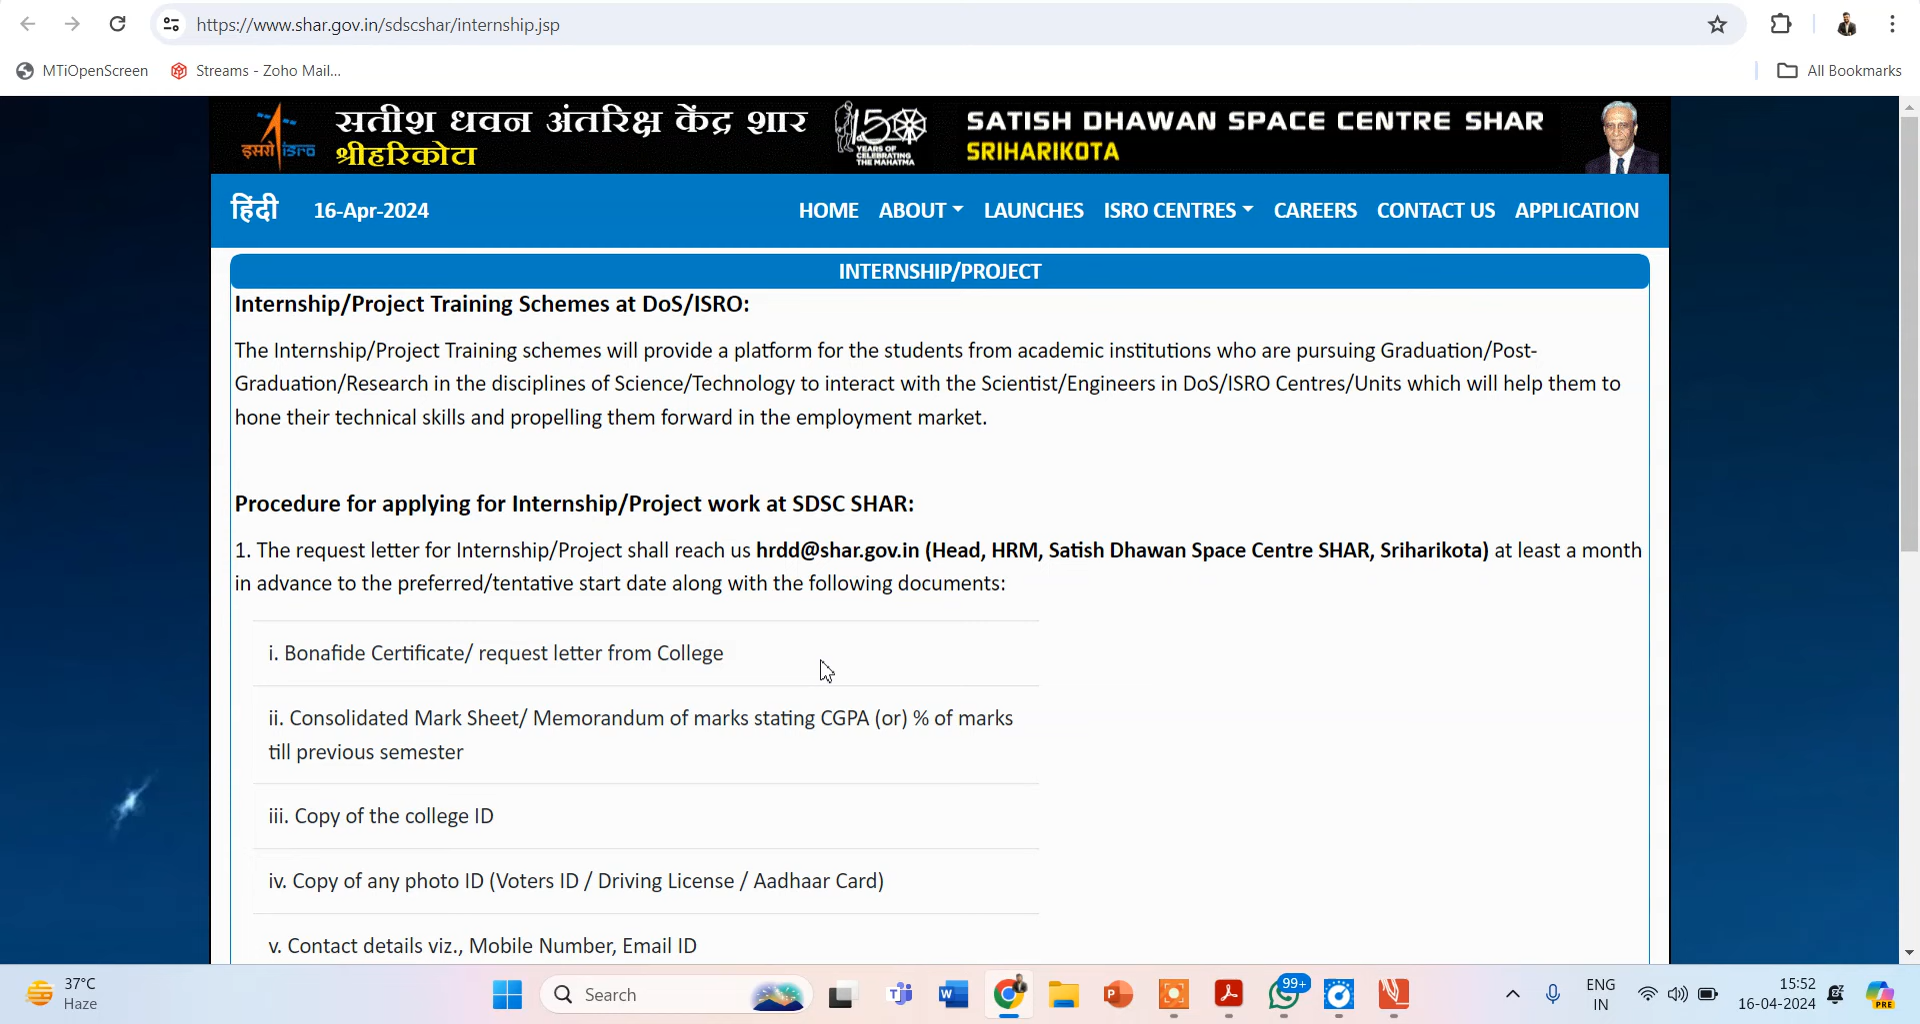 https://www.shar.gov.in/sdscshar/internship.jsp
MTiOpenScreen
Streams - Zoho Mail...
All Bookmarks
इसरो isro
सतीश धवन अंतरिक्ष केंद्र शार
श्रीहरिकोटा
150
YEARS OF
CELEBRATING
THE MAHATMA
SATISH DHAWAN SPACE CENTRE SHAR
SRIHARIKOTA
हिंदी 16-Apr-2024 HOME ABOUT LAUNCHES ISRO CENTRES CAREERS CONTACT US APPLICATION
INTERNSHIP/PROJECT
Internship/Project Training Schemes at DoS/ISRO:
The Internship/Project Training schemes will provide a platform for the students from academic institutions who are pursuing Graduation/Post-
Graduation/Research in the disciplines of Science/Technology to interact with the Scientist/Engineers in DoS/ISRO Centres/Units which will help them to
hone their technical skills and propelling them forward in the employment market.
Procedure for applying for Internship/Project work at SDSC SHAR:
1. The request letter for Internship/Project shall reach us hrdd@shar.gov.in (Head, HRM, Satish Dhawan Space Centre SHAR, Sriharikota) at least a month
in advance to the preferred/tentative start date along with the following documents:
i. Bonafide Certificate/ request letter from College
ii. Consolidated Mark Sheet/ Memorandum of marks stating CGPA (or) % of marks
till previous semester
iii. Copy of the college ID
iv. Copy of any photo ID (Voters ID / Driving License / Aadhaar Card)
v. Contact details viz., Mobile Number, Email ID
37°C
Haze
Search
99+
ENG
IN
15:52
16-04-2024
PRE